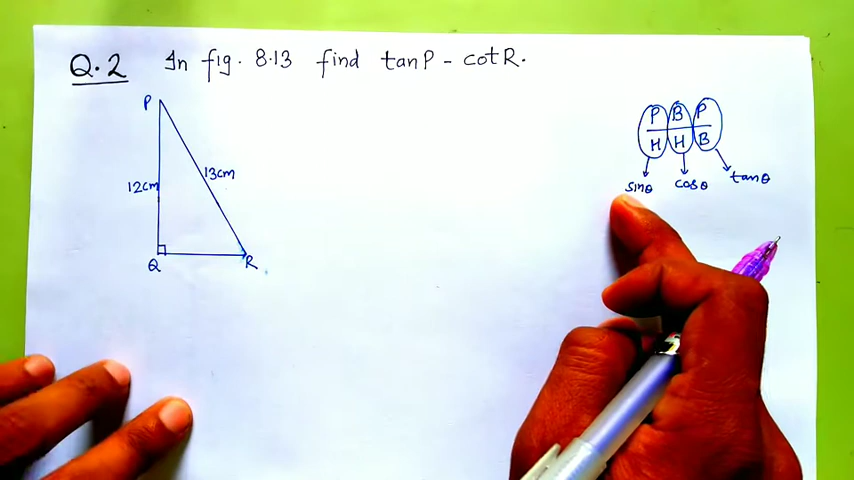 Q.2 In fig. 8.13 find tanP - cotR.
P
12cm 13cm
Q R
P B P
H H B
sinθ cosθ tanθ